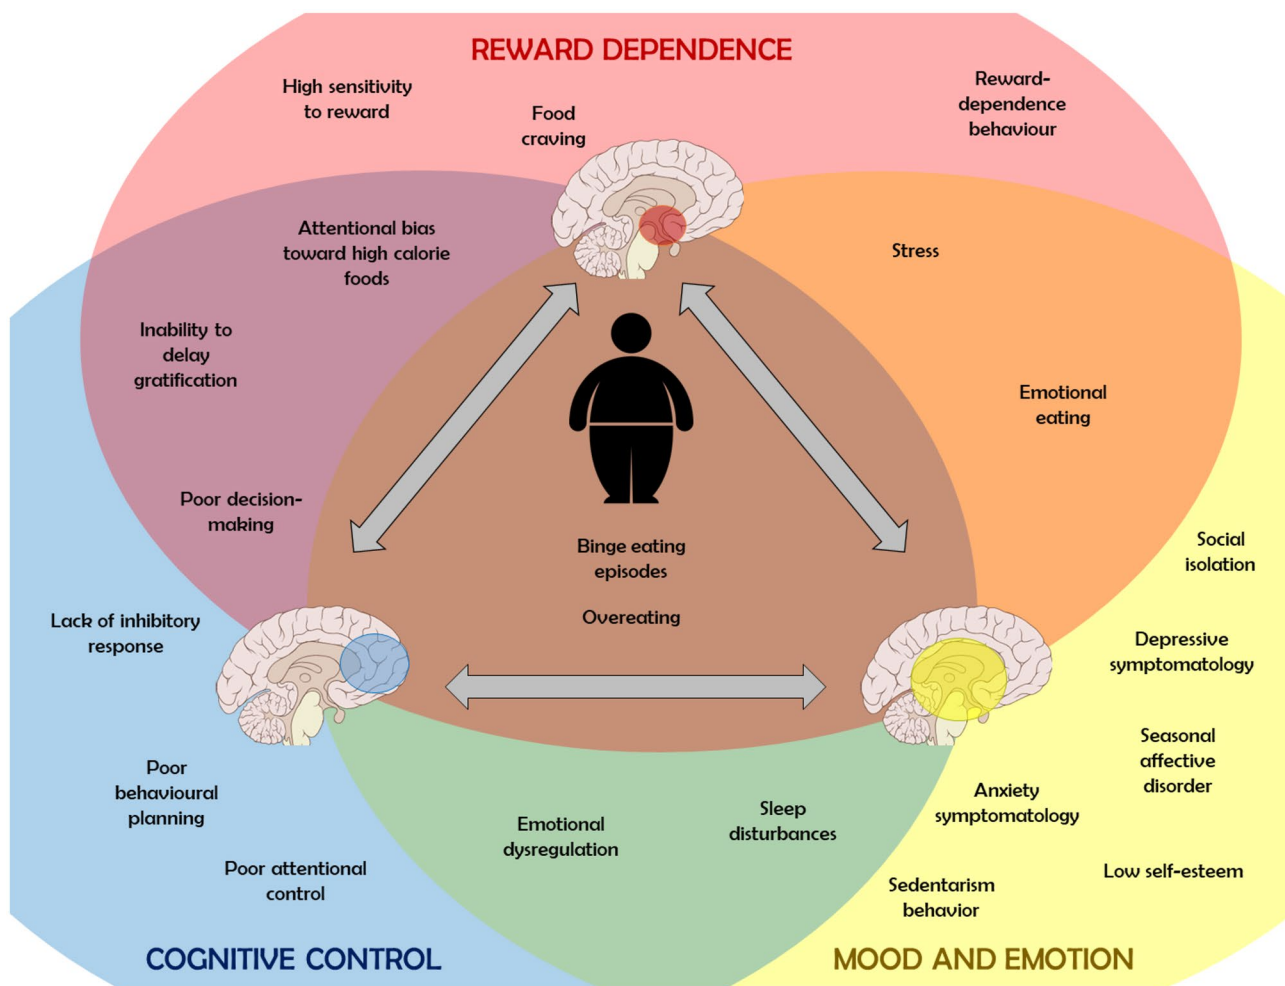 REWARD DEPENDENCE
High sensitivity
to reward
Food
craving
Reward-
dependence
behaviour
Attentional bias
toward high calorie
foods
Stress
Inability to
delay
gratification
Emotional
eating
Poor decision-
making
Binge eating
episodes
Overeating
Social
isolation
Lack of inhibitory
response
Depressive
symptomatology
Poor
behavioural
planning
Seasonal
affective
disorder
Anxiety
symptomatology
Emotional
dysregulation
Sleep
disturbances
Poor attentional
control
Low self-esteem
Sedentarism
behavior
COGNITIVE CONTROL
MOOD AND EMOTION